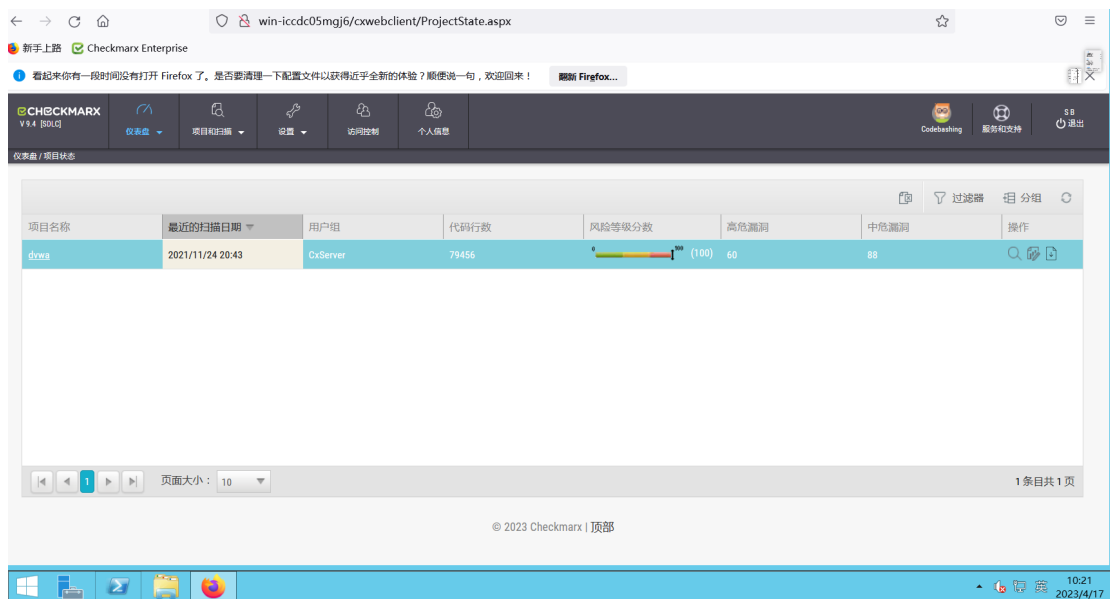 win-iccdc05mgj6/cxwebclient/ProjectState.aspx
新手上路 Checkmarx Enterprise
看起来你有一段时间没有打开 Firefox 了。是否要清理一下配置文件以获得近乎全新的体验？顺便说一句，欢迎回来！ 翻新 Firefox...
CHECKMARX
V 9.4 [SDLC]
仪表盘 项目和扫描 设置 访问控制 个人信息 Codebashing 服务和支持 S B 退出
仪表盘 / 项目状态
过滤器 分组
项目名称 最近的扫描日期 用户组 代码行数 风险等级分数 高危漏洞 中危漏洞 操作
dvwa 2021/11/24 20:43 CxServer 79456 0 100 (100) 60 88
1 页面大小： 10 1 条目共 1 页
© 2023 Checkmarx | 顶部
英 10:21
2023/4/17